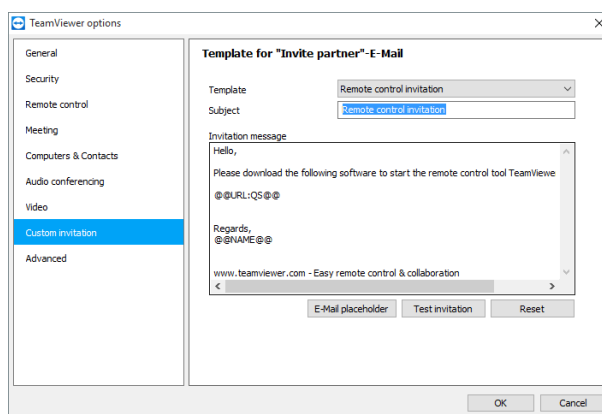 TeamViewer options
General
Security
Remote control
Meeting
Computers & Contacts
Audio conferencing
Video
Custom invitation
Advanced
Template for "Invite partner"-E-Mail
Template
Remote control invitation
Subject
Remote control invitation
Invitation message
Hello,
Please download the following software to start the remote control tool TeamViewe
@@URL:QS@@
Regards,
@@NAME@@
www.teamviewer.com - Easy remote control & collaboration
E-Mail placeholder
Test invitation
Reset
OK
Cancel